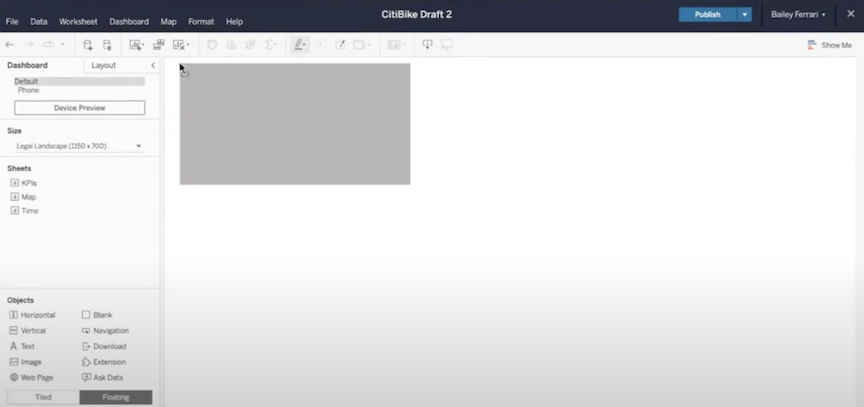 CitiBike Draft 2
Publish
Bailey Ferrari
File Data Worksheet Dashboard Map Format Help
Show Me
Dashboard Layout
Default
Phone
Device Preview
Size
Legal Landscape (1150 x 700)
Sheets
KPIs
Map
Time
Objects
Horizontal Blank
Vertical Navigation
A Text Download
Image Extension
Web Page Ask Data
Tiled Floating